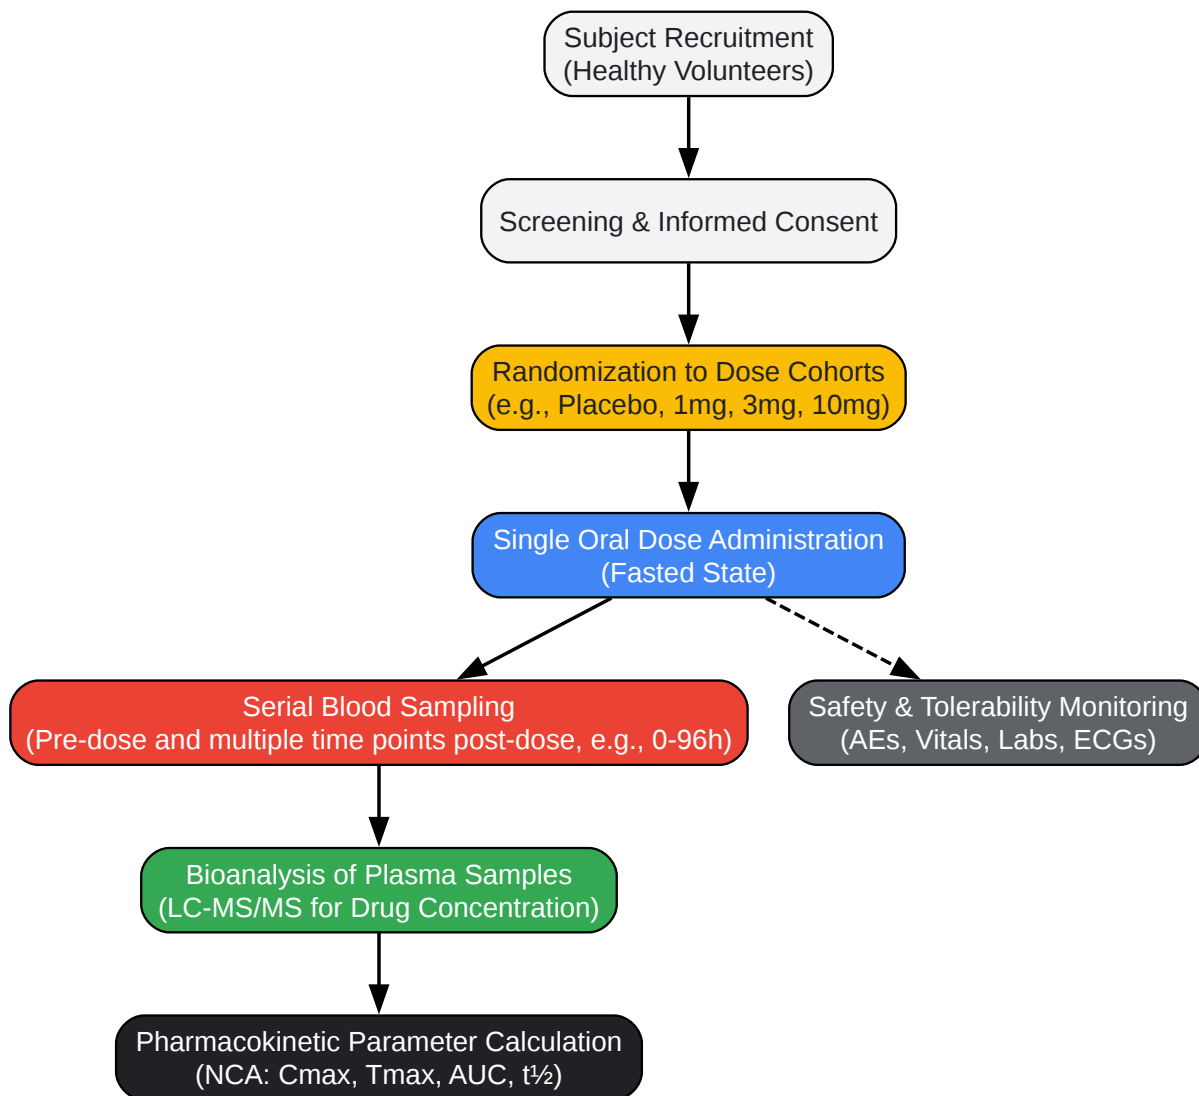 Subject Recruitment
(Healthy Volunteers)
Screening & Informed Consent
Randomization to Dose Cohorts
(e.g., Placebo, 1mg, 3mg, 10mg)
Single Oral Dose Administration
(Fasted State)
Serial Blood Sampling
(Pre-dose and multiple time points post-dose, e.g., 0-96h)
Safety & Tolerability Monitoring
(AEs, Vitals, Labs, ECGs)
Bioanalysis of Plasma Samples
(LC-MS/MS for Drug Concentration)
Pharmacokinetic Parameter Calculation
(NCA: Cmax, Tmax, AUC, t½)